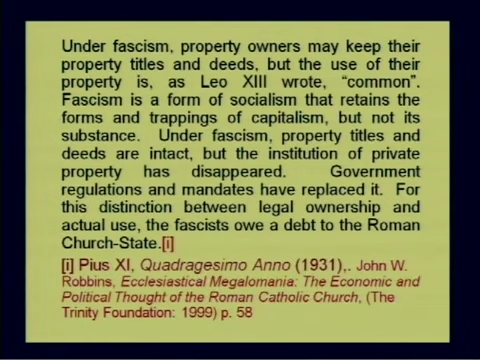 Under fascism, property owners may keep their
property titles and deeds, but the use of their
property is, as Leo XIII wrote, “common”.
Fascism is a form of socialism that retains the
forms and trappings of capitalism, but not its
substance. Under fascism, property titles and
deeds are intact, but the institution of private
property has disappeared. Government
regulations and mandates have replaced it. For
this distinction between legal ownership and
actual use, the fascists owe a debt to the Roman
Church-State.[i]
[i] Pius XI, Quadragesimo Anno (1931),. John W.
Robbins, Ecclesiastical Megalomania: The Economic and
Political Thought of the Roman Catholic Church, (The
Trinity Foundation: 1999) p. 58